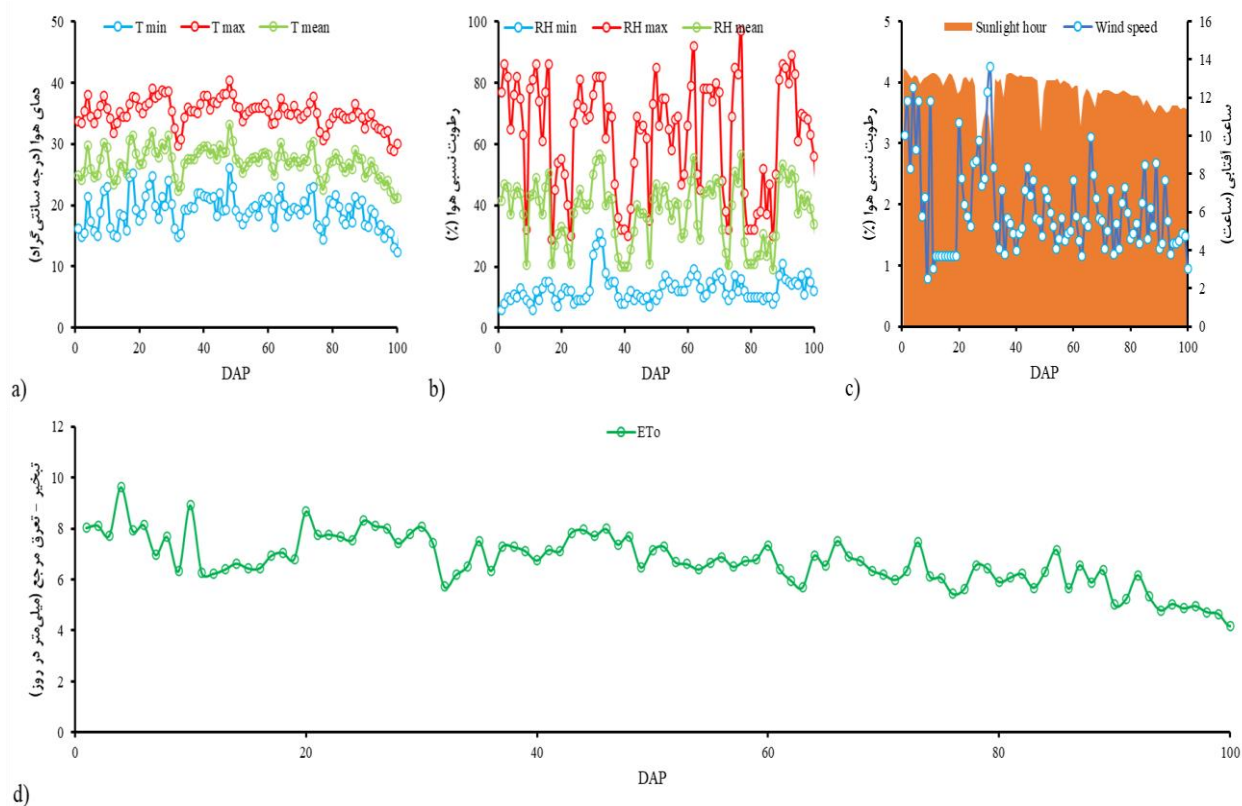 T min T max T mean
دمای هوا (درجه سانتی‌گراد)
50
40
30
20
10
0
0 20 40 60 80 100
DAP
a)
RH min RH max RH mean
رطوبت نسبی هوا (٪)
100
80
60
40
20
0
0 20 40 60 80 100
DAP
b)
Sunlight hour Wind speed
رطوبت نسبی هوا (٪)
5
4
3
2
1
0
16
14
12
10
8
6
4
2
0
ساعت آفتابی (ساعت)
0 20 40 60 80 100
DAP
c)
ETo
تبخیر - تعرق مرجع (میلی‌متر در روز)
12
10
8
6
4
2
0
0 20 40 60 80 100
DAP
d)